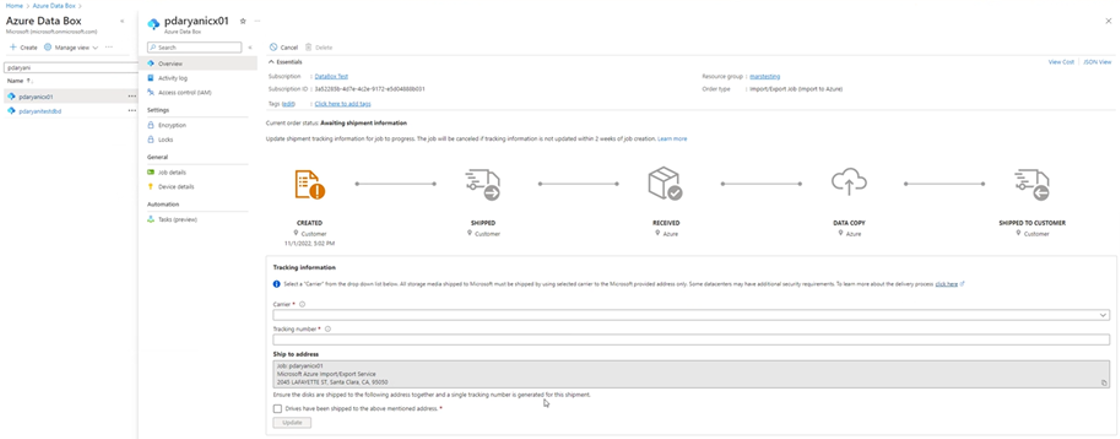 Home > Azure Data Box >
Azure Data Box
Microsoft (microsoft.onmicrosoft.com)
Create Manage view
pdaryani
Name
pdaryanicx01
pdaryanitestdbd
pdaryanicx01
Azure Data Box
Search
Overview
Activity log
Access control (IAM)
Settings
Encryption
Locks
General
Job details
Device details
Automation
Tasks (preview)
Cancel Delete
Essentials
View Cost JSON View
Subscription : DataBox Test
Resource group :
Subscription ID :
Order type : Import/Export Job (Import to Azure)
Tags (edit) : Click here to add tags
Current order status: Awaiting shipment information
Update shipment tracking information for job to progress. The job will be canceled if tracking information is not updated within 2 weeks of job creation. Learn more
CREATED SHIPPED RECEIVED DATA COPY SHIPPED TO CUSTOMER
Customer Customer Azure Azure Customer
11/1/2022, 5:02 PM
Tracking information
Select a "Carrier" from the drop down list below. All storage media shipped to Microsoft must be shipped by using selected carrier to the Microsoft provided address only. Some datacenters may have additional security requirements. To learn more about the delivery process click here
Carrier *
Tracking number *
Ship to address
Job: pdaryanicx01
Microsoft Azure Import/Export Service
2045 LAFAYETTE ST, Santa Clara, CA, 95050
Ensure the disks are shipped to the following address together and a single tracking number is generated for this shipment.
Drives have been shipped to the above mentioned address. *
Update